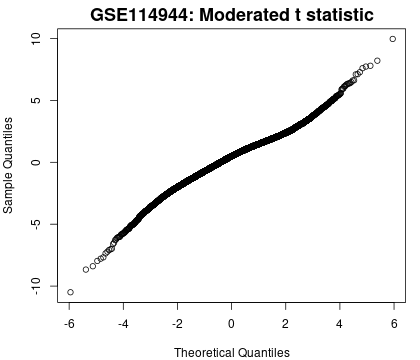 GSE114944: Moderated t statistic
Sample Quantiles
10
5
0
-5
-10
-6 -4 -2 0 2 4 6
Theoretical Quantiles